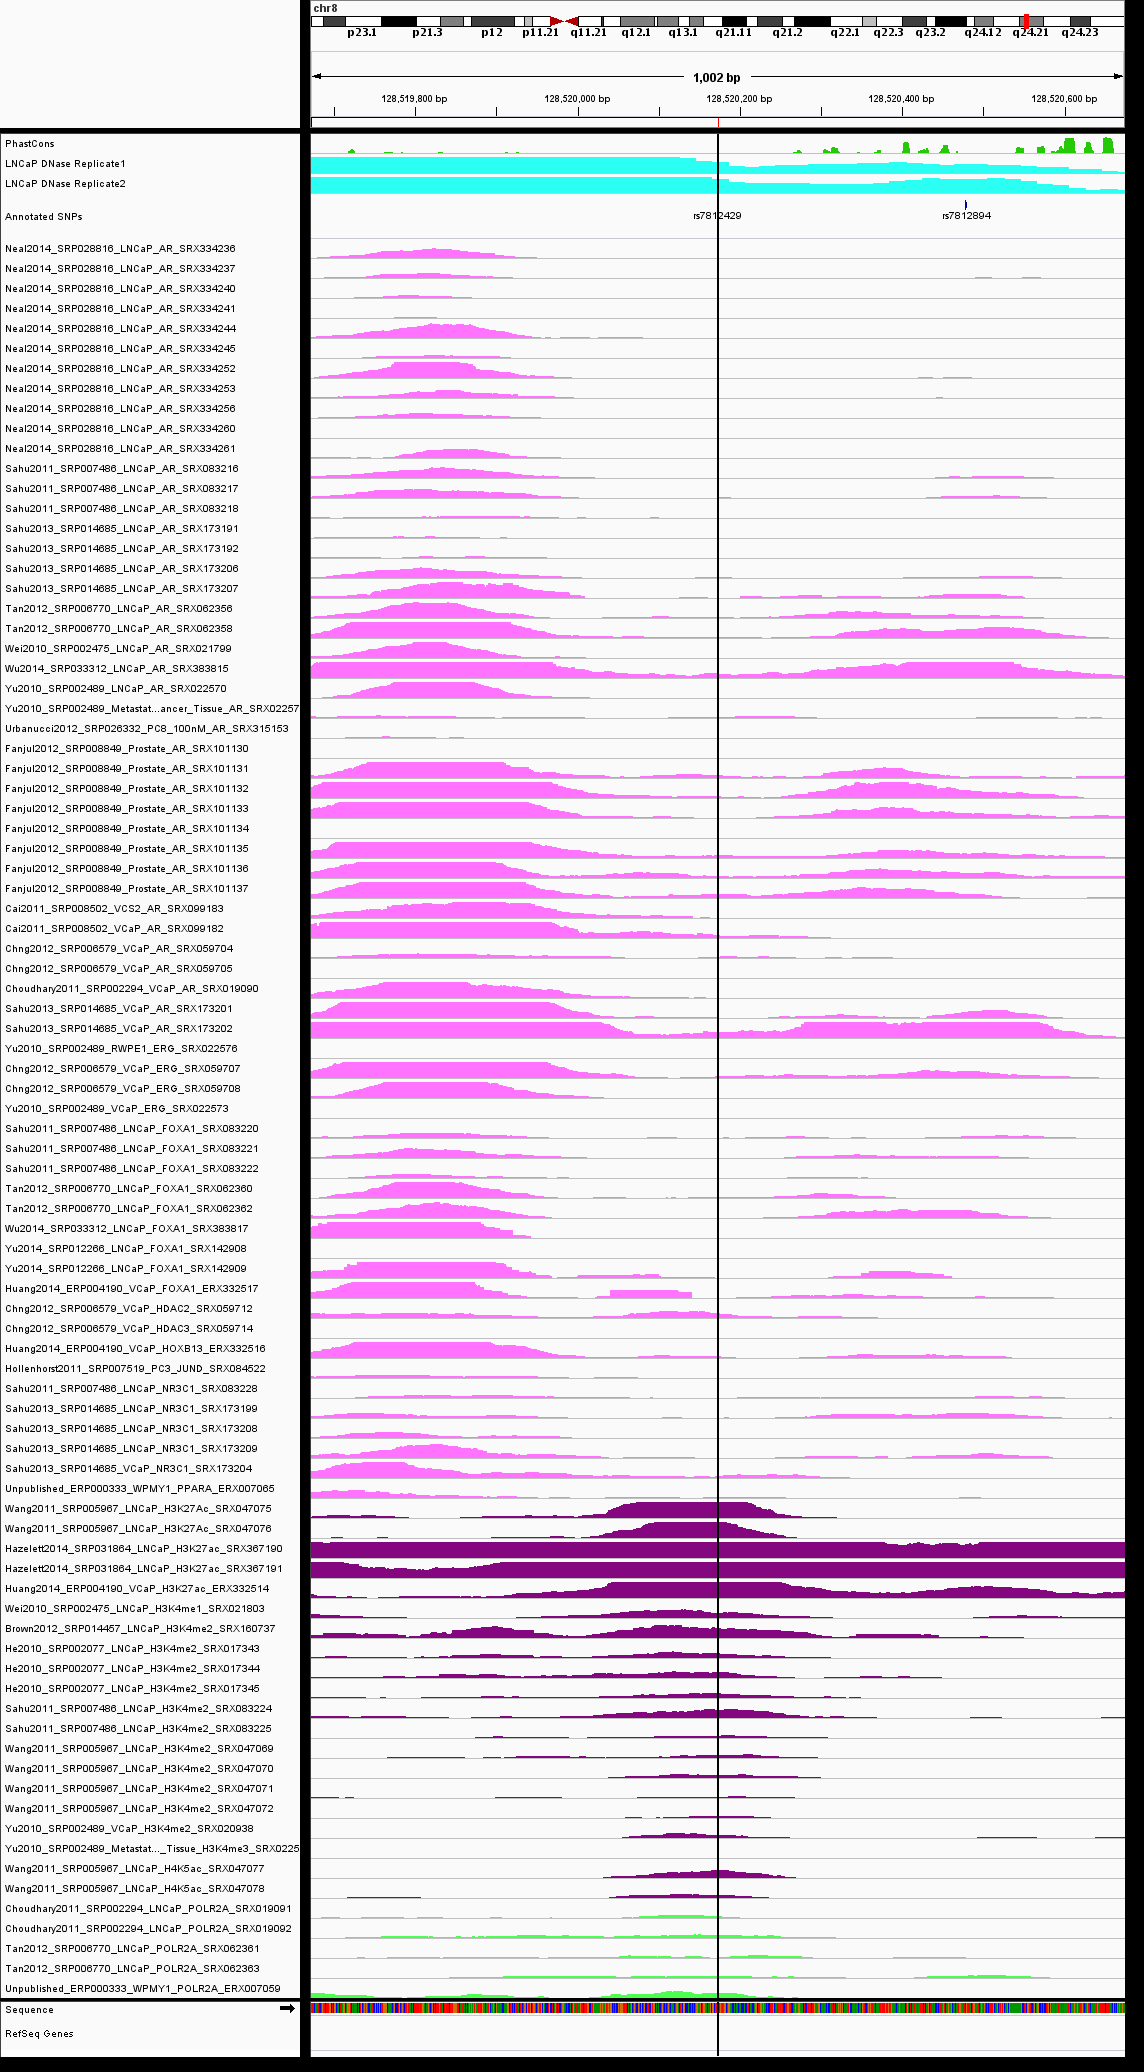 chr8
p23.1 p21.3 p12 p11.21 q11.21 q12.1 q13.1 q21.11 q21.2 q22.1 q22.3 q23.2 q24.12 q24.21 q24.23
1,002 bp
128,519,800 bp 128,520,000 bp 128,520,200 bp 128,520,400 bp 128,520,600 bp
PhastCons
LNCaP DNase Replicate1
LNCaP DNase Replicate2
Annotated SNPs rs7812429 rs7812894
Neal2014_SRP028816_LNCaP_AR_SRX334236
Neal2014_SRP028816_LNCaP_AR_SRX334237
Neal2014_SRP028816_LNCaP_AR_SRX334240
Neal2014_SRP028816_LNCaP_AR_SRX334241
Neal2014_SRP028816_LNCaP_AR_SRX334244
Neal2014_SRP028816_LNCaP_AR_SRX334245
Neal2014_SRP028816_LNCaP_AR_SRX334252
Neal2014_SRP028816_LNCaP_AR_SRX334253
Neal2014_SRP028816_LNCaP_AR_SRX334256
Neal2014_SRP028816_LNCaP_AR_SRX334260
Neal2014_SRP028816_LNCaP_AR_SRX334261
Sahu2011_SRP007486_LNCaP_AR_SRX083216
Sahu2011_SRP007486_LNCaP_AR_SRX083217
Sahu2011_SRP007486_LNCaP_AR_SRX083218
Sahu2013_SRP014685_LNCaP_AR_SRX173191
Sahu2013_SRP014685_LNCaP_AR_SRX173192
Sahu2013_SRP014685_LNCaP_AR_SRX173206
Sahu2013_SRP014685_LNCaP_AR_SRX173207
Tan2012_SRP006770_LNCaP_AR_SRX062356
Tan2012_SRP006770_LNCaP_AR_SRX062358
Wei2010_SRP002475_LNCaP_AR_SRX021799
Wu2014_SRP033312_LNCaP_AR_SRX383815
Yu2010_SRP002489_LNCaP_AR_SRX022570
Yu2010_SRP002489_Metastat...ancer_Tissue_AR_SRX02257
Urbanucci2012_SRP026332_PC8_100nM_AR_SRX315153
Fanjul2012_SRP008849_Prostate_AR_SRX101130
Fanjul2012_SRP008849_Prostate_AR_SRX101131
Fanjul2012_SRP008849_Prostate_AR_SRX101132
Fanjul2012_SRP008849_Prostate_AR_SRX101133
Fanjul2012_SRP008849_Prostate_AR_SRX101134
Fanjul2012_SRP008849_Prostate_AR_SRX101135
Fanjul2012_SRP008849_Prostate_AR_SRX101136
Fanjul2012_SRP008849_Prostate_AR_SRX101137
Cai2011_SRP008502_VCS2_AR_SRX099183
Cai2011_SRP008502_VCaP_AR_SRX099182
Chng2012_SRP006579_VCaP_AR_SRX059704
Chng2012_SRP006579_VCaP_AR_SRX059705
Choudhary2011_SRP002294_VCaP_AR_SRX019090
Sahu2013_SRP014685_VCaP_AR_SRX173201
Sahu2013_SRP014685_VCaP_AR_SRX173202
Yu2010_SRP002489_RWPE1_ERG_SRX022576
Chng2012_SRP006579_VCaP_ERG_SRX059707
Chng2012_SRP006579_VCaP_ERG_SRX059708
Yu2010_SRP002489_VCaP_ERG_SRX022573
Sahu2011_SRP007486_LNCaP_FOXA1_SRX083220
Sahu2011_SRP007486_LNCaP_FOXA1_SRX083221
Sahu2011_SRP007486_LNCaP_FOXA1_SRX083222
Tan2012_SRP006770_LNCaP_FOXA1_SRX062360
Tan2012_SRP006770_LNCaP_FOXA1_SRX062362
Wu2014_SRP033312_LNCaP_FOXA1_SRX383817
Yu2014_SRP012266_LNCaP_FOXA1_SRX142908
Yu2014_SRP012266_LNCaP_FOXA1_SRX142909
Huang2014_ERP004190_VCaP_FOXA1_ERX332517
Chng2012_SRP006579_VCaP_HDAC2_SRX059712
Chng2012_SRP006579_VCaP_HDAC3_SRX059714
Huang2014_ERP004190_VCaP_HOXB13_ERX332516
Hollenhorst2011_SRP007519_PC3_JUND_SRX084522
Sahu2011_SRP007486_LNCaP_NR3C1_SRX083228
Sahu2013_SRP014685_LNCaP_NR3C1_SRX173199
Sahu2013_SRP014685_LNCaP_NR3C1_SRX173208
Sahu2013_SRP014685_LNCaP_NR3C1_SRX173209
Sahu2013_SRP014685_VCaP_NR3C1_SRX173204
Unpublished_ERP000333_WPMY1_PPARA_ERX007065
Wang2011_SRP005967_LNCaP_H3K27Ac_SRX047075
Wang2011_SRP005967_LNCaP_H3K27Ac_SRX047076
Hazelett2014_SRP031864_LNCaP_H3K27ac_SRX367190
Hazelett2014_SRP031864_LNCaP_H3K27ac_SRX367191
Huang2014_ERP004190_VCaP_H3K27ac_ERX332514
Wei2010_SRP002475_LNCaP_H3K4me1_SRX021803
Brown2012_SRP014457_LNCaP_H3K4me2_SRX160737
He2010_SRP002077_LNCaP_H3K4me2_SRX017343
He2010_SRP002077_LNCaP_H3K4me2_SRX017344
He2010_SRP002077_LNCaP_H3K4me2_SRX017345
Sahu2011_SRP007486_LNCaP_H3K4me2_SRX083224
Sahu2011_SRP007486_LNCaP_H3K4me2_SRX083225
Wang2011_SRP005967_LNCaP_H3K4me2_SRX047069
Wang2011_SRP005967_LNCaP_H3K4me2_SRX047070
Wang2011_SRP005967_LNCaP_H3K4me2_SRX047071
Wang2011_SRP005967_LNCaP_H3K4me2_SRX047072
Yu2010_SRP002489_VCaP_H3K4me2_SRX020938
Yu2010_SRP002489_Metastat..._Tissue_H3K4me3_SRX0225
Wang2011_SRP005967_LNCaP_H4K5ac_SRX047077
Wang2011_SRP005967_LNCaP_H4K5ac_SRX047078
Choudhary2011_SRP002294_LNCaP_POLR2A_SRX019091
Choudhary2011_SRP002294_LNCaP_POLR2A_SRX019092
Tan2012_SRP006770_LNCaP_POLR2A_SRX062361
Tan2012_SRP006770_LNCaP_POLR2A_SRX062363
Unpublished_ERP000333_WPMY1_POLR2A_ERX007059
Sequence
RefSeq Genes